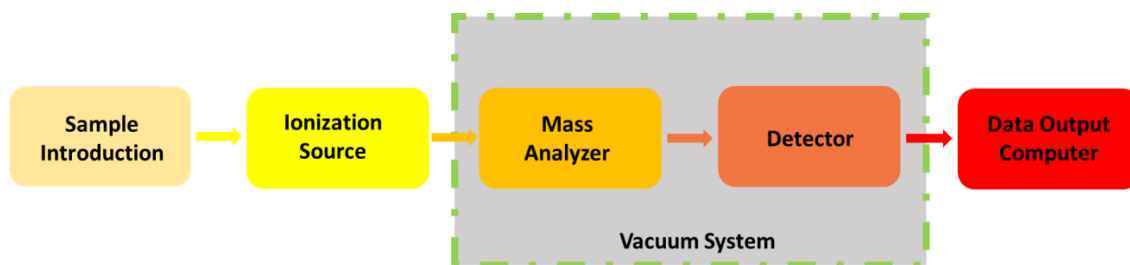 Sample
Introduction
Ionization
Source
Mass
Analyzer
Detector
Data Output
Computer
Vacuum System